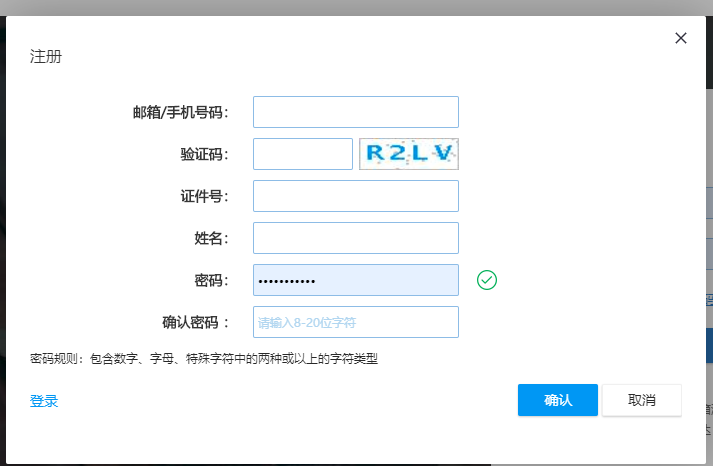 注册
邮箱/手机号码：
验证码： R2LV
证件号：
姓名：
密码： •••••••••••
确认密码： 请输入8-20位字符
密码规则：包含数字、字母、特殊字符中的两种或以上的字符类型
登录 确认 取消